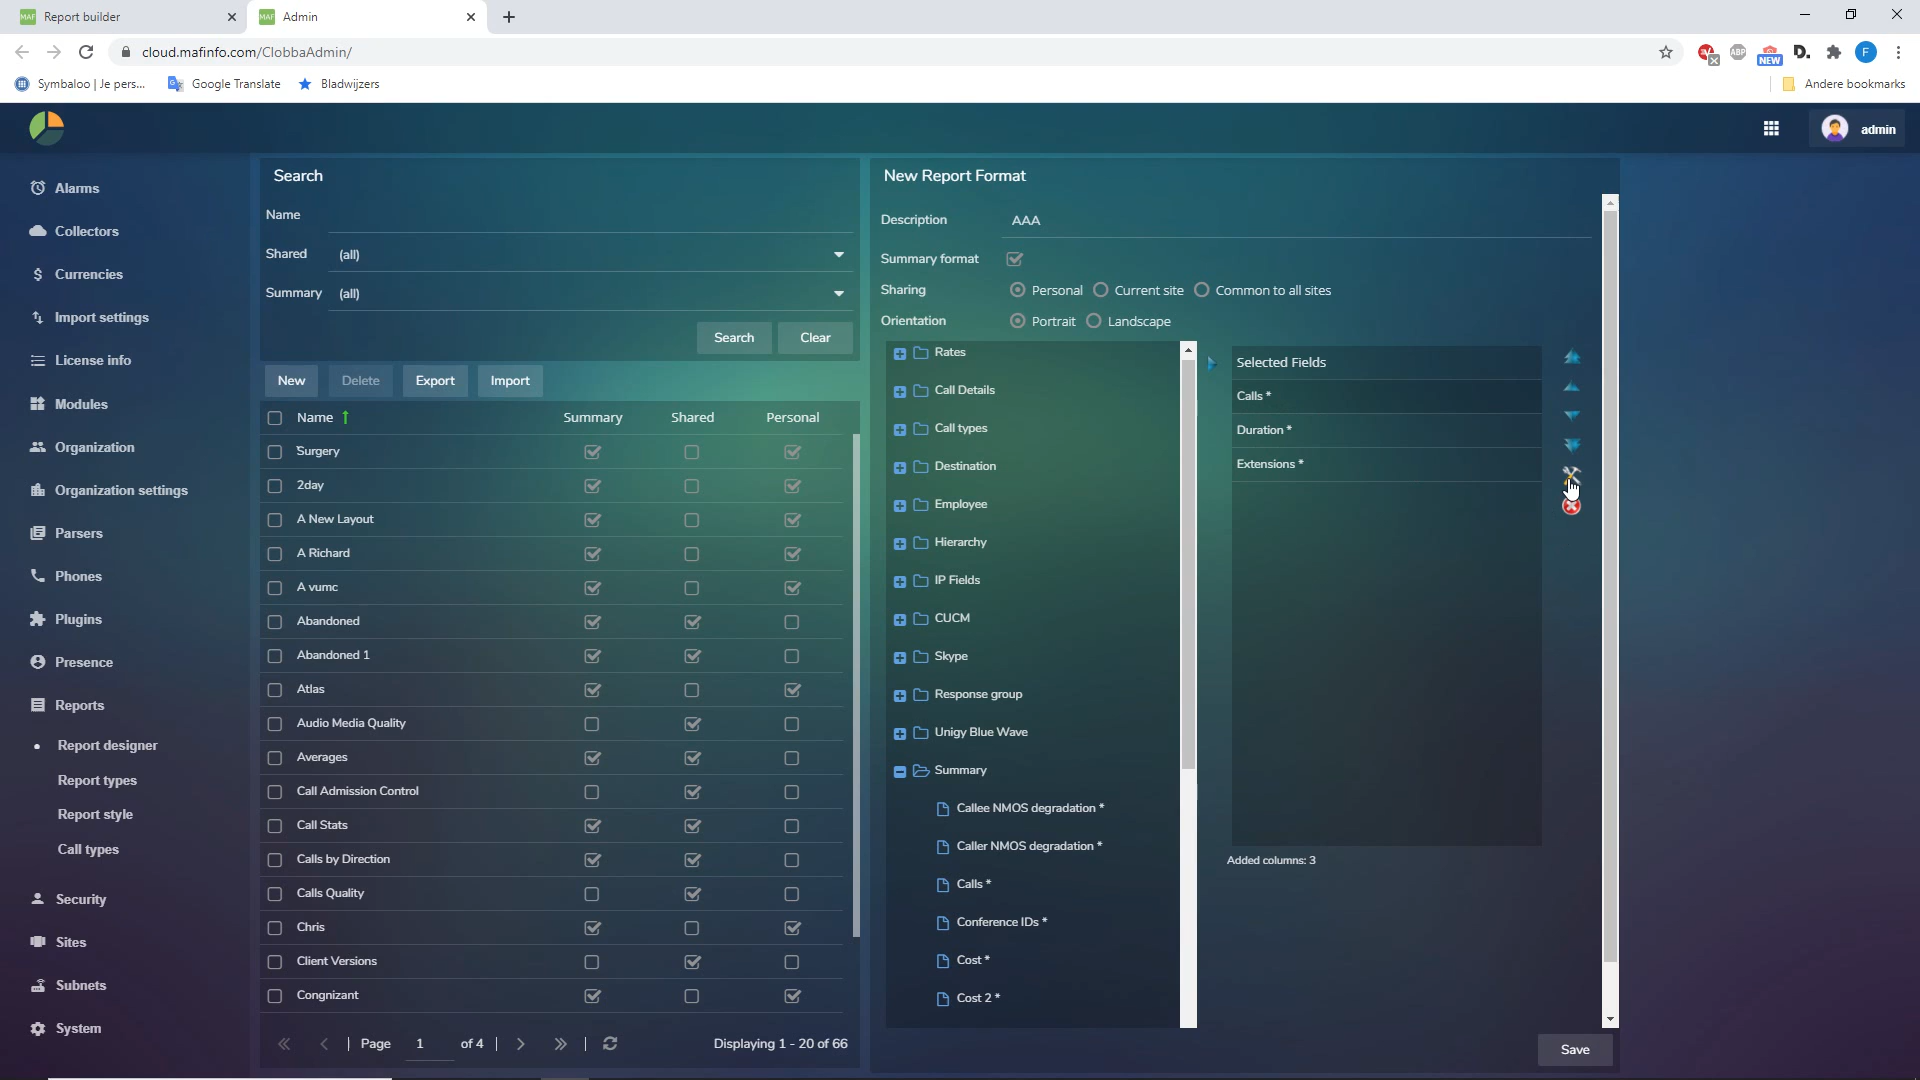 MAF Report builder
MAF Admin
cloud.mafinfo.com/ClobbaAdmin/
ABP
NEW
D.
F
Symbaloo | Je pers...
Google Translate
Bladwijzers
Andere bookmarks
admin
Alarms
Collectors
Currencies
Import settings
License info
Modules
Organization
Organization settings
Parsers
Phones
Plugins
Presence
Reports
Report designer
Report types
Report style
Call types
Security
Sites
Subnets
System
Search
Name
Shared (all)
Summary (all)
Search Clear
New Delete Export Import
Name Summary Shared Personal
`Surgery
2day
A New Layout
A Richard
A vumc
Abandoned
Abandoned 1
Atlas
Audio Media Quality
Averages
Call Admission Control
Call Stats
Calls by Direction
Calls Quality
Chris
Client Versions
Congnizant
Page 1 of 4 Displaying 1 - 20 of 66
New Report Format
Description AAA
Summary format
Sharing Personal Current site Common to all sites
Orientation Portrait Landscape
Rates
Call Details
Call types
Destination
Employee
Hierarchy
IP Fields
CUCM
Skype
Response group
Unigy Blue Wave
Summary
Callee NMOS degradation *
Caller NMOS degradation *
Calls *
Conference IDs *
Cost *
Cost 2 *
Selected Fields
Calls *
Duration *
Extensions *
Added columns: 3
Save